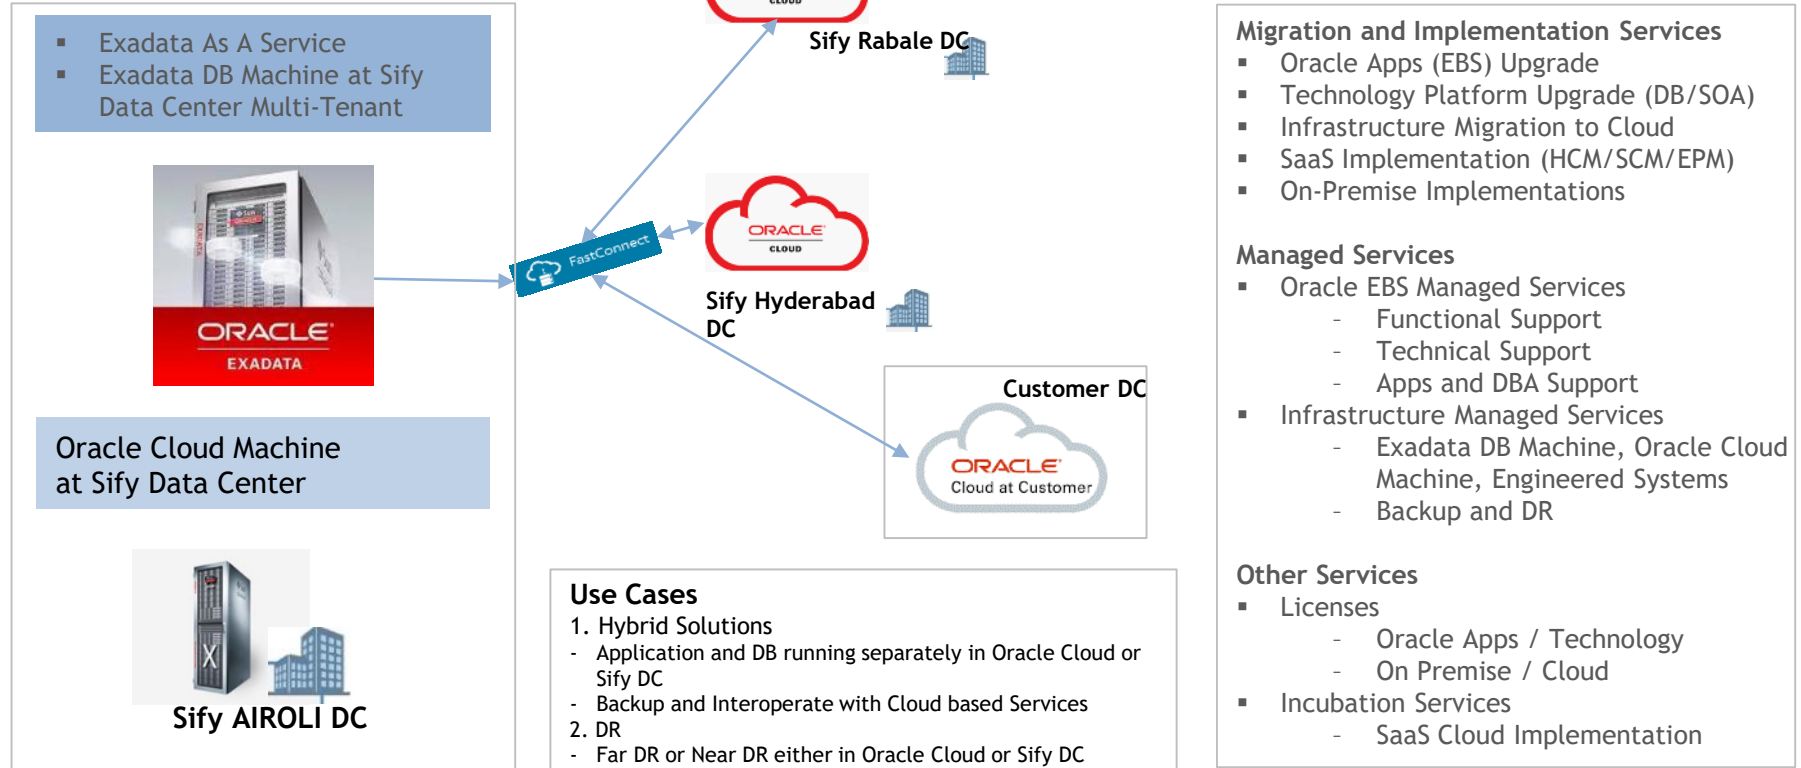 ▪ Exadata As A Service
▪ Exadata DB Machine at Sify
Data Center Multi-Tenant
ORACLE
EXADATA
Oracle Cloud Machine
at Sify Data Center
X
Sify AIROLI DC
CLOUD
Sify Rabale DC
FastConnect
ORACLE
CLOUD
Sify Hyderabad
DC
Customer DC
ORACLE
Cloud at Customer
Use Cases
1. Hybrid Solutions
- Application and DB running separately in Oracle Cloud or
Sify DC
- Backup and Interoperate with Cloud based Services
2. DR
- Far DR or Near DR either in Oracle Cloud or Sify DC
Migration and Implementation Services
▪ Oracle Apps (EBS) Upgrade
▪ Technology Platform Upgrade (DB/SOA)
▪ Infrastructure Migration to Cloud
▪ SaaS Implementation (HCM/SCM/EPM)
▪ On-Premise Implementations
Managed Services
▪ Oracle EBS Managed Services
- Functional Support
- Technical Support
- Apps and DBA Support
▪ Infrastructure Managed Services
- Exadata DB Machine, Oracle Cloud
Machine, Engineered Systems
- Backup and DR
Other Services
▪ Licenses
- Oracle Apps / Technology
- On Premise / Cloud
▪ Incubation Services
- SaaS Cloud Implementation